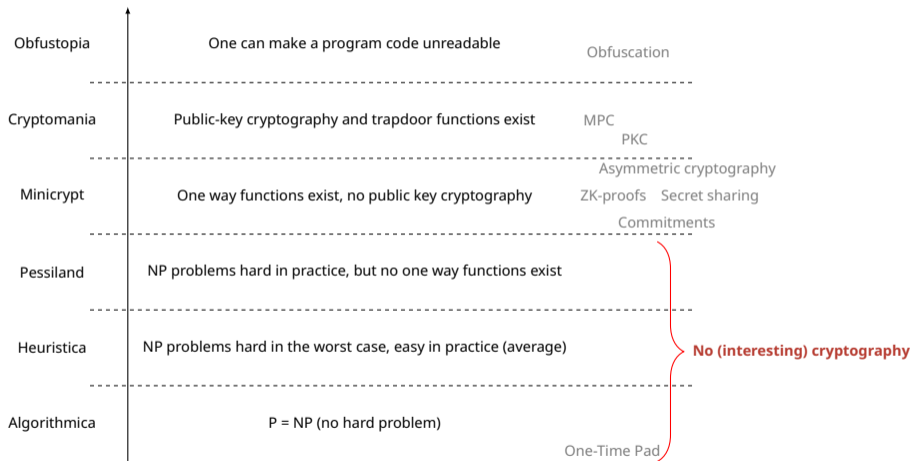 Obfustopia
One can make a program code unreadable
Obfuscation
Cryptomania
Public-key cryptography and trapdoor functions exist
MPC
PKC
Asymmetric cryptography
Minicrypt
One way functions exist, no public key cryptography
ZK-proofs
Secret sharing
Commitments
Pessiland
NP problems hard in practice, but no one way functions exist
Heuristica
NP problems hard in the worst case, easy in practice (average)
No (interesting) cryptography
Algorithmica
P = NP (no hard problem)
One-Time Pad